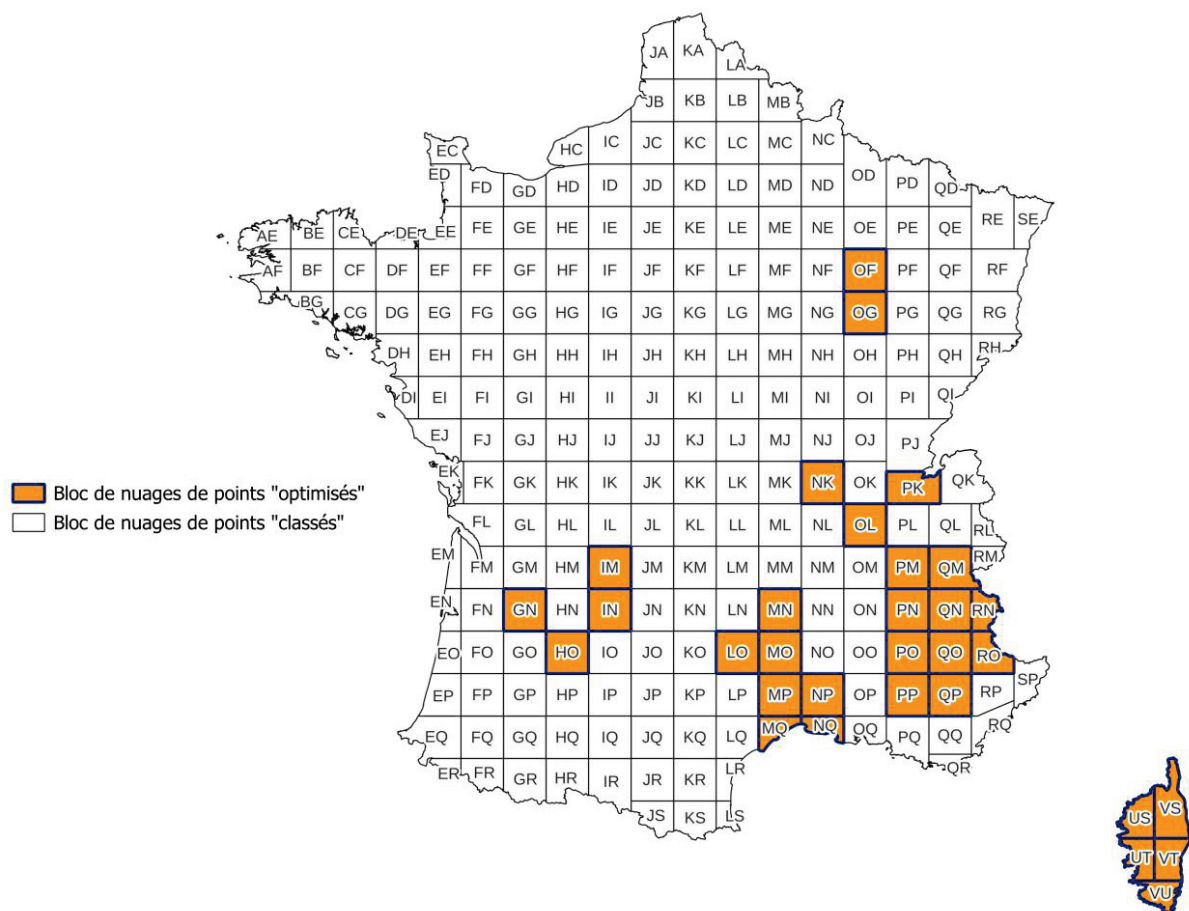 JA KA LA
JB KB LB MB
EC HC IC JC KC LC MC NC
ED FD GD HD ID JD KD LD MD ND OD PD QD
AE BE CE DE EE FE GE HE IE JE KE LE ME NE OE PE QE RE SE
AF BF CF DF EF FF GF HF IF JF KF LF MF NF OF PF QF RF
BG CG DG EG FG GG HG IG JG KG LG MG NG OG PG QG RG
DH EH FH GH HH IH JH KH LH MH NH OH PH QH RH
DI EI FI GI HI II JI KI LI MI NI OI PI QI
EJ FJ GJ HJ IJ JJ KJ LJ MJ NJ OJ PJ
EK FK GK HK IK JK KK LK MK NK OK PK QK
Bloc de nuages de points "optimisés"
Bloc de nuages de points "classés"
FL GL HL IL JL KL LL ML NL OL PL QL RL
EM FM GM HM IM JM KM LM MM NM OM PM QM RM
EN FN GN HN IN JN KN LN MN NN ON PN QN RN
EO FO GO HO IO JO KO LO MO NO OO PO QO RO
EP FP GP HP IP JP KP LP MP NP OP PP QP RP SP
EQ FQ GQ HQ IQ JQ KQ LQ MQ NQ OQ PQ QQ RQ
ER FR GR HR IR JR KR LR QR
JS KS LS US VS
UT VT
VU